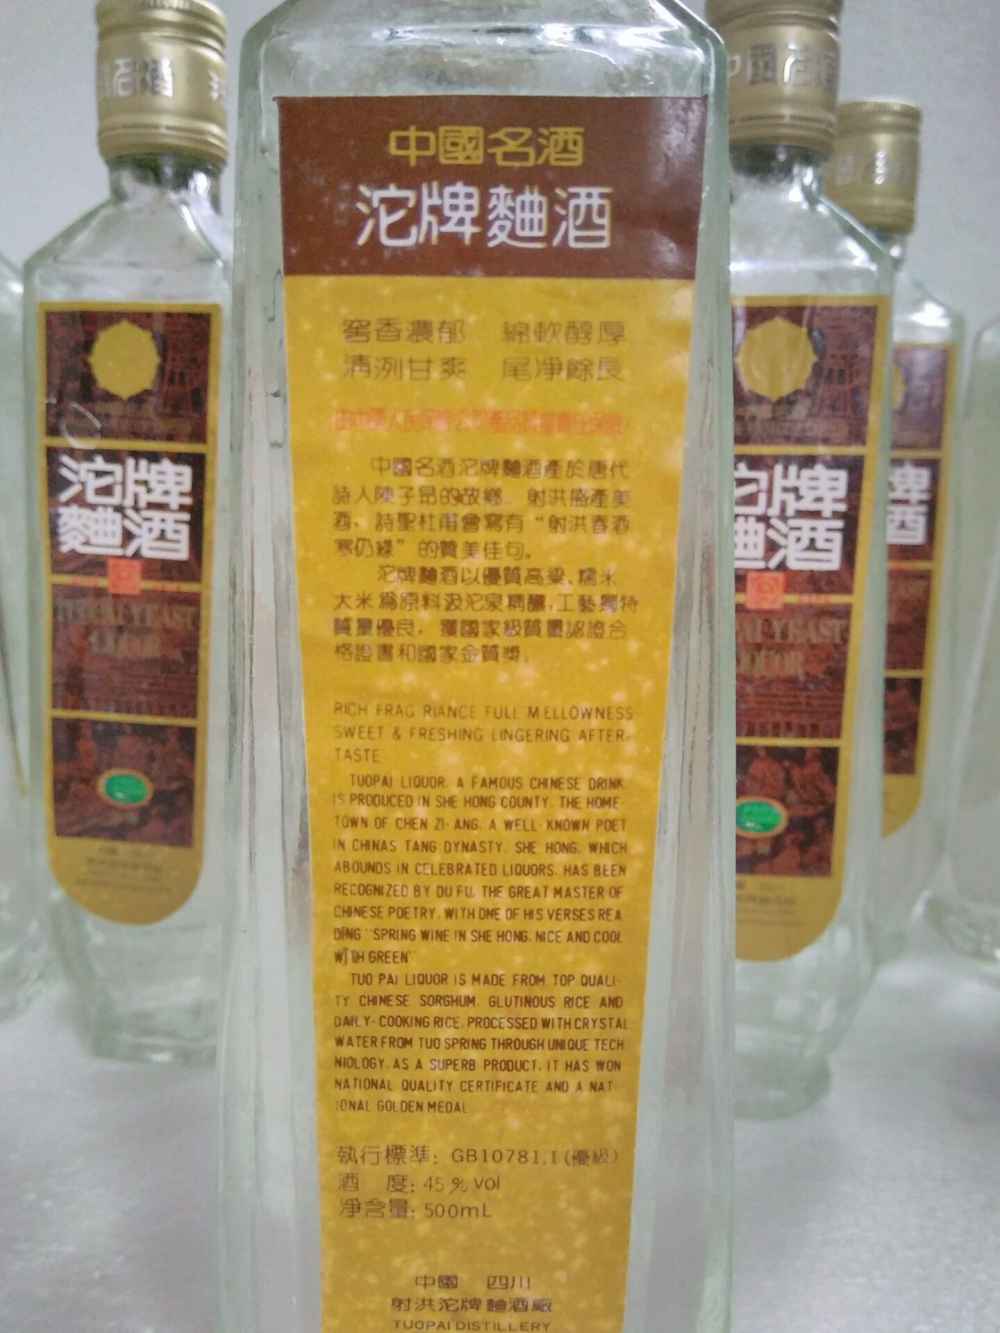 中國名酒
沱牌麯酒
窖香濃郁 綿軟醇厚
清洌甘爽 尾淨餘長
中國名酒沱牌麯酒產於唐代
詩人陳子昂的故鄉 射洪盛產美
酒，詩聖杜甫曾寫有“射洪春酒
寒仍綠”的贊美佳句。
沱牌麯酒以優質高粱、糯米
大米為原料汲沱泉精釀，工藝獨特
質量優良，獲國家級質量認證合
格證書和國家金質獎。
RICH FRAG RIANCE FULL MELLOWNESS
SWEET & FRESHING LINGERING AFTER-
TASTE
TUOPAI LIQUOR, A FAMOUS CHINESE DRINK
IS PRODUCED IN SHE HONG COUNTY, THE HOME-
TOWN OF CHEN ZI-ANG, A WELL-KNOWN POET
IN CHINAS TANG DYNASTY. SHE HONG, WHICH
ABOUNDS IN CELEBRATED LIQUORS, HAS BEEN
RECOGNIZED BY DU FU, THE GREAT MASTER OF
CHINESE POETRY, WITH ONE OF HIS VERSES REA
DING "SPRING WINE IN SHE HONG, NICE AND COOL
WITH GREEN"
TUO PAI LIQUOR IS MADE FROM TOP QUALI-
TY CHINESE SORGHUM, GLUTINOUS RICE AND
DAILY-COOKING RICE, PROCESSED WITH CRYSTAL
WATER FROM TUO SPRING THROUGH UNIQUE TECH
NIOLOGY. AS A SUPERB PRODUCT, IT HAS WON
NATIONAL QUALITY CERTIFICATE AND A NAT
IONAL GOLDEN MEDAL
執行標準：GB10781.1(優級)
酒 度：45%vol
淨含量：500mL
中國 四川
射洪沱牌麯酒廠
TUOPAI DISTILLERY
沱牌
麯酒
沱牌
麯酒
YEAST
LIQUOR
牌
酒